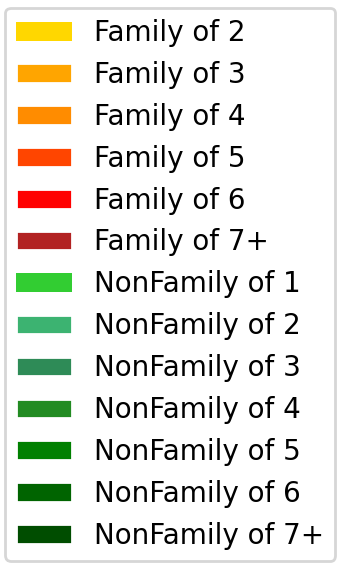 Family of 2
Family of 3
Family of 4
Family of 5
Family of 6
Family of 7+
NonFamily of 1
NonFamily of 2
NonFamily of 3
NonFamily of 4
NonFamily of 5
NonFamily of 6
NonFamily of 7+